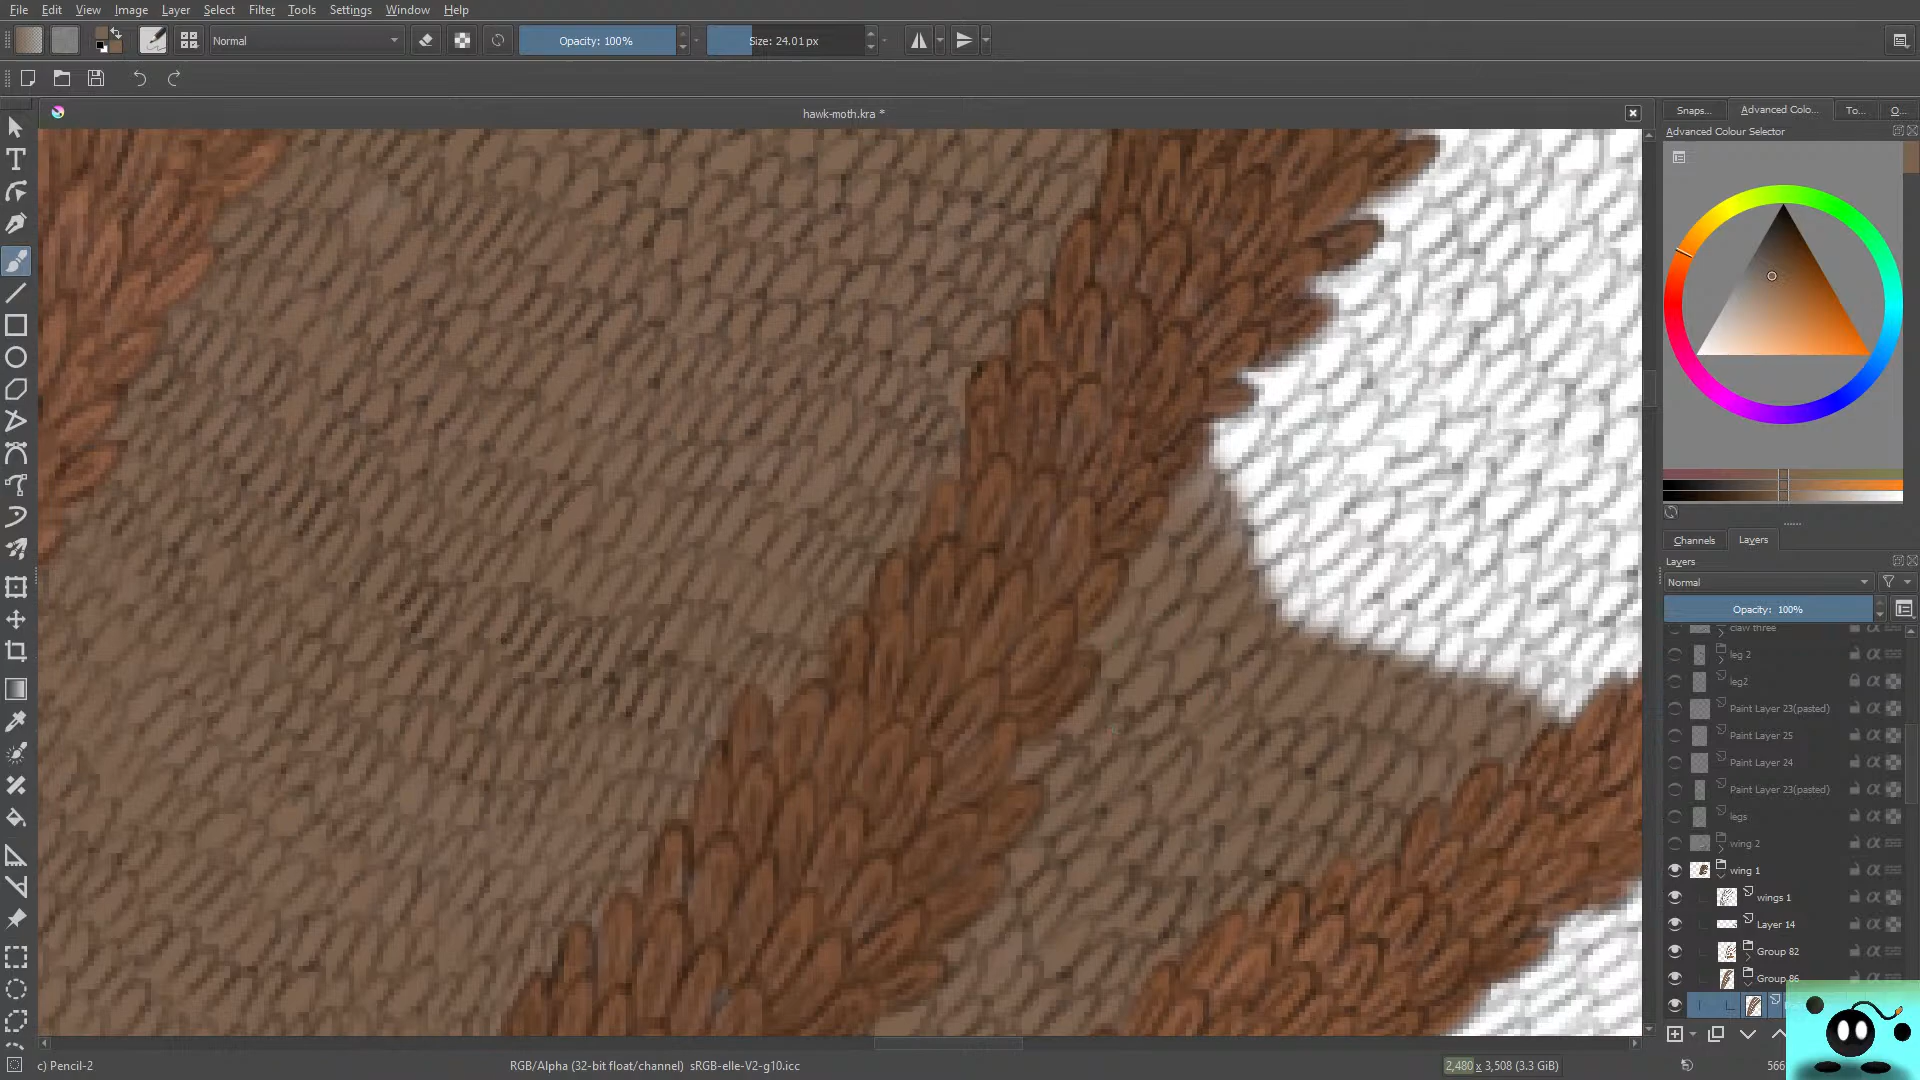 File Edit View Image Layer Select Filter Tools Settings Window Help
Normal Opacity: 100% Size: 24.01 px
hawk-moth.kra *
Snaps... Advanced Colo... To... O...
Advanced Colour Selector
Channels Layers
Layers
Normal
Opacity: 100%
claw three
leg 2
leg2
Paint Layer 23(pasted)
Paint Layer 25
Paint Layer 24
Paint Layer 23(pasted)
legs
wing 2
wing 1
wings 1
Layer 14
Group 82
Group 86
c) Pencil-2 RGB/Alpha (32-bit float/channel) sRGB-elle-V2-g10.icc 2,480 x 3,508 (3.3 GiB)